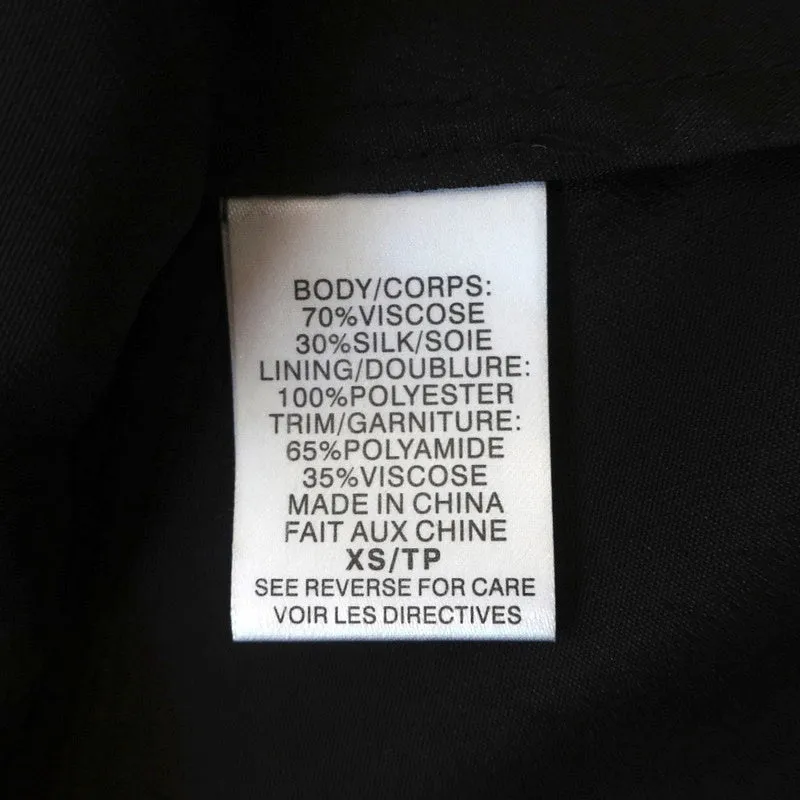 BODY/CORPS:
70%VISCOSE
30%SILK/SOIE
LINING/DOUBLURE:
100%POLYESTER
TRIM/GARNITURE:
65%POLYAMIDE
35%VISCOSE
MADE IN CHINA
FAIT AUX CHINE
XS/TP
SEE REVERSE FOR CARE
VOIR LES DIRECTIVES